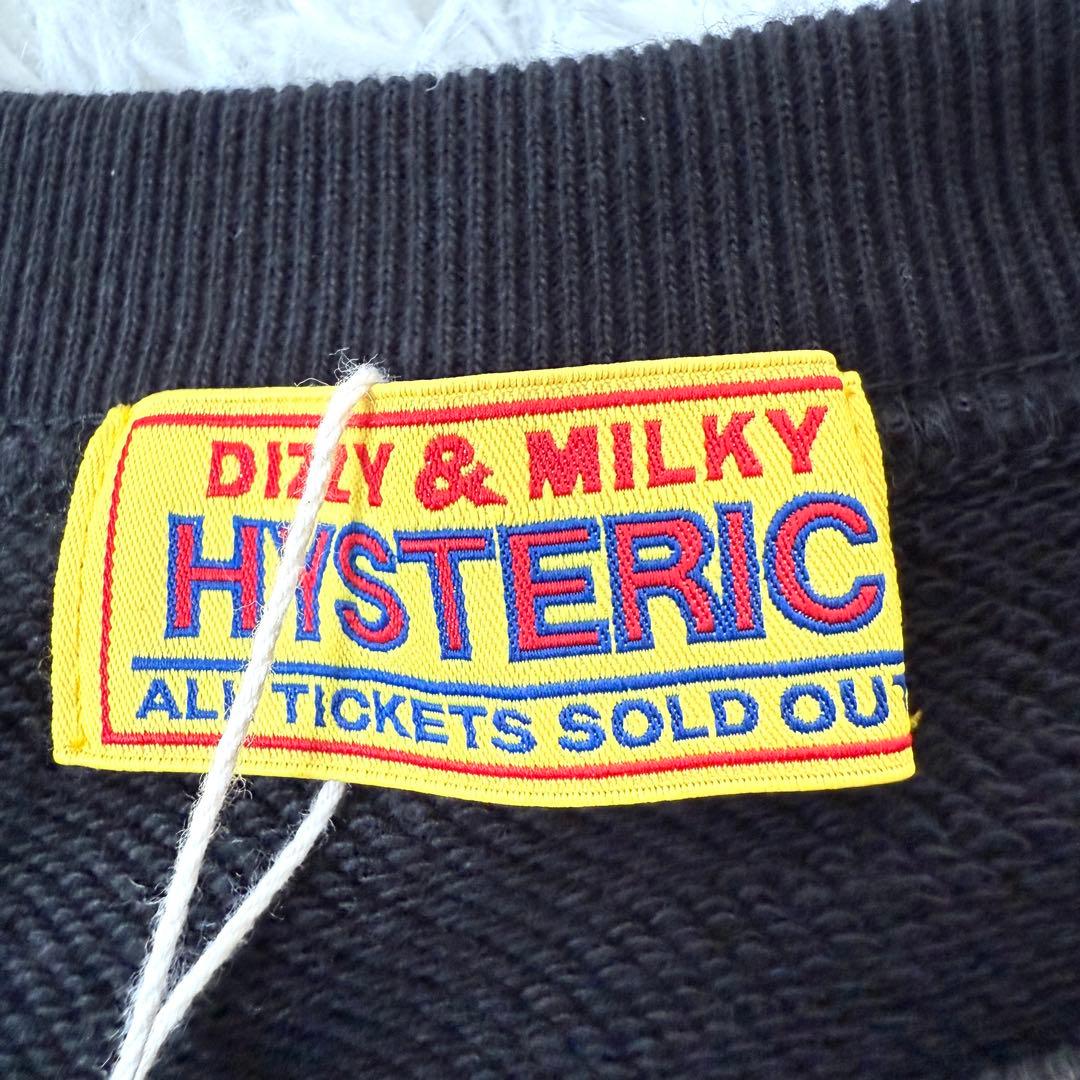 DIZZY & MILKY
HYSTERIC
ALL TICKETS SOLD OUT